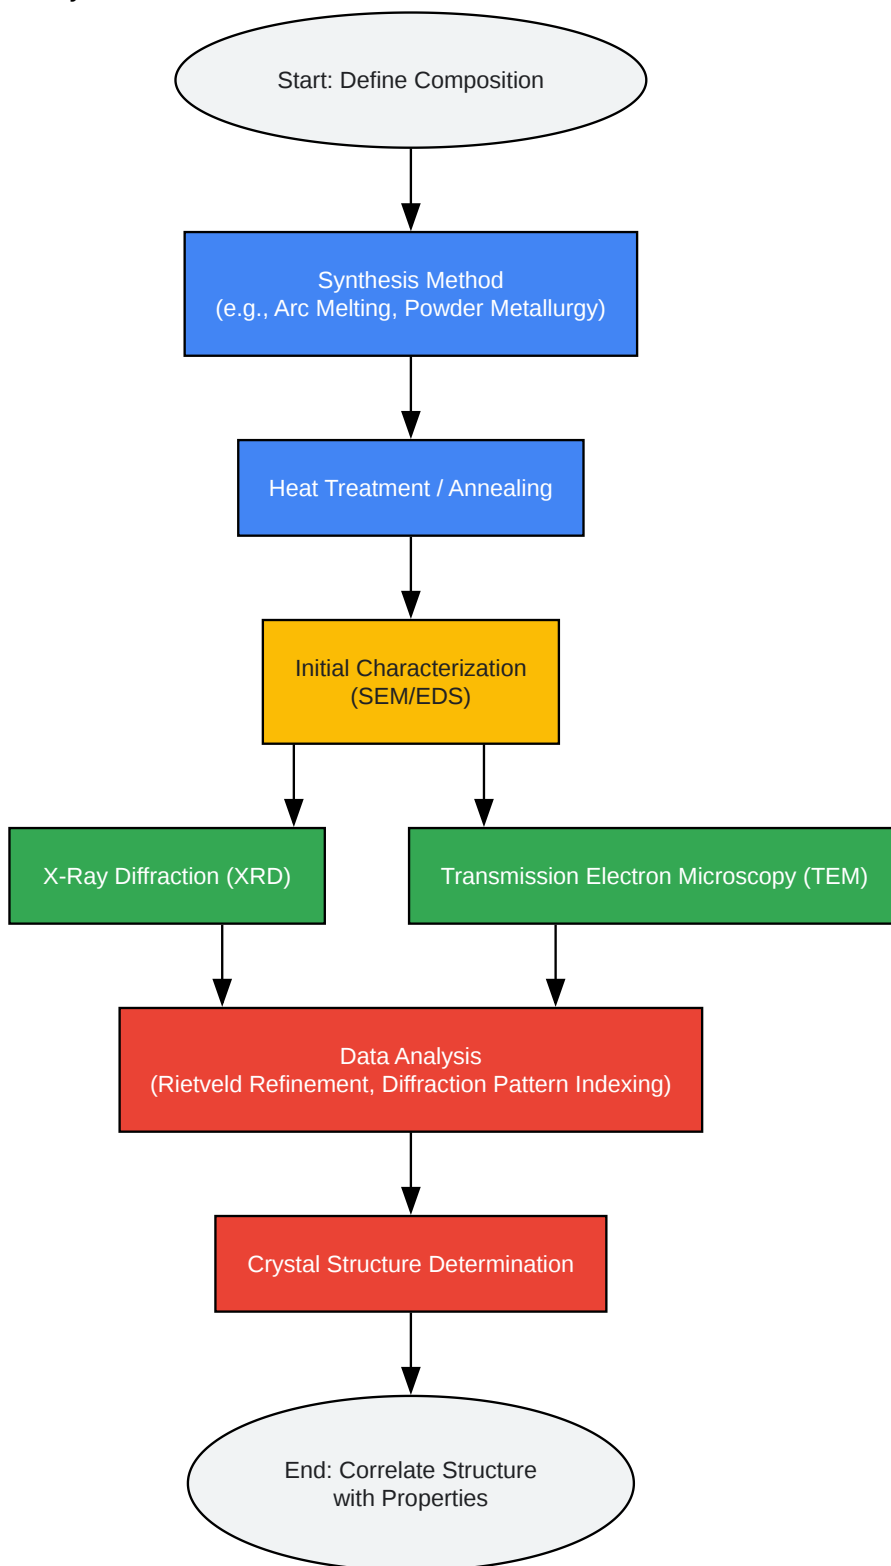 Start: Define Composition
Synthesis Method
(e.g., Arc Melting, Powder Metallurgy)
Heat Treatment / Annealing
Initial Characterization
(SEM/EDS)
X-Ray Diffraction (XRD)
Transmission Electron Microscopy (TEM)
Data Analysis
(Rietveld Refinement, Diffraction Pattern Indexing)
Crystal Structure Determination
End: Correlate Structure
with Properties